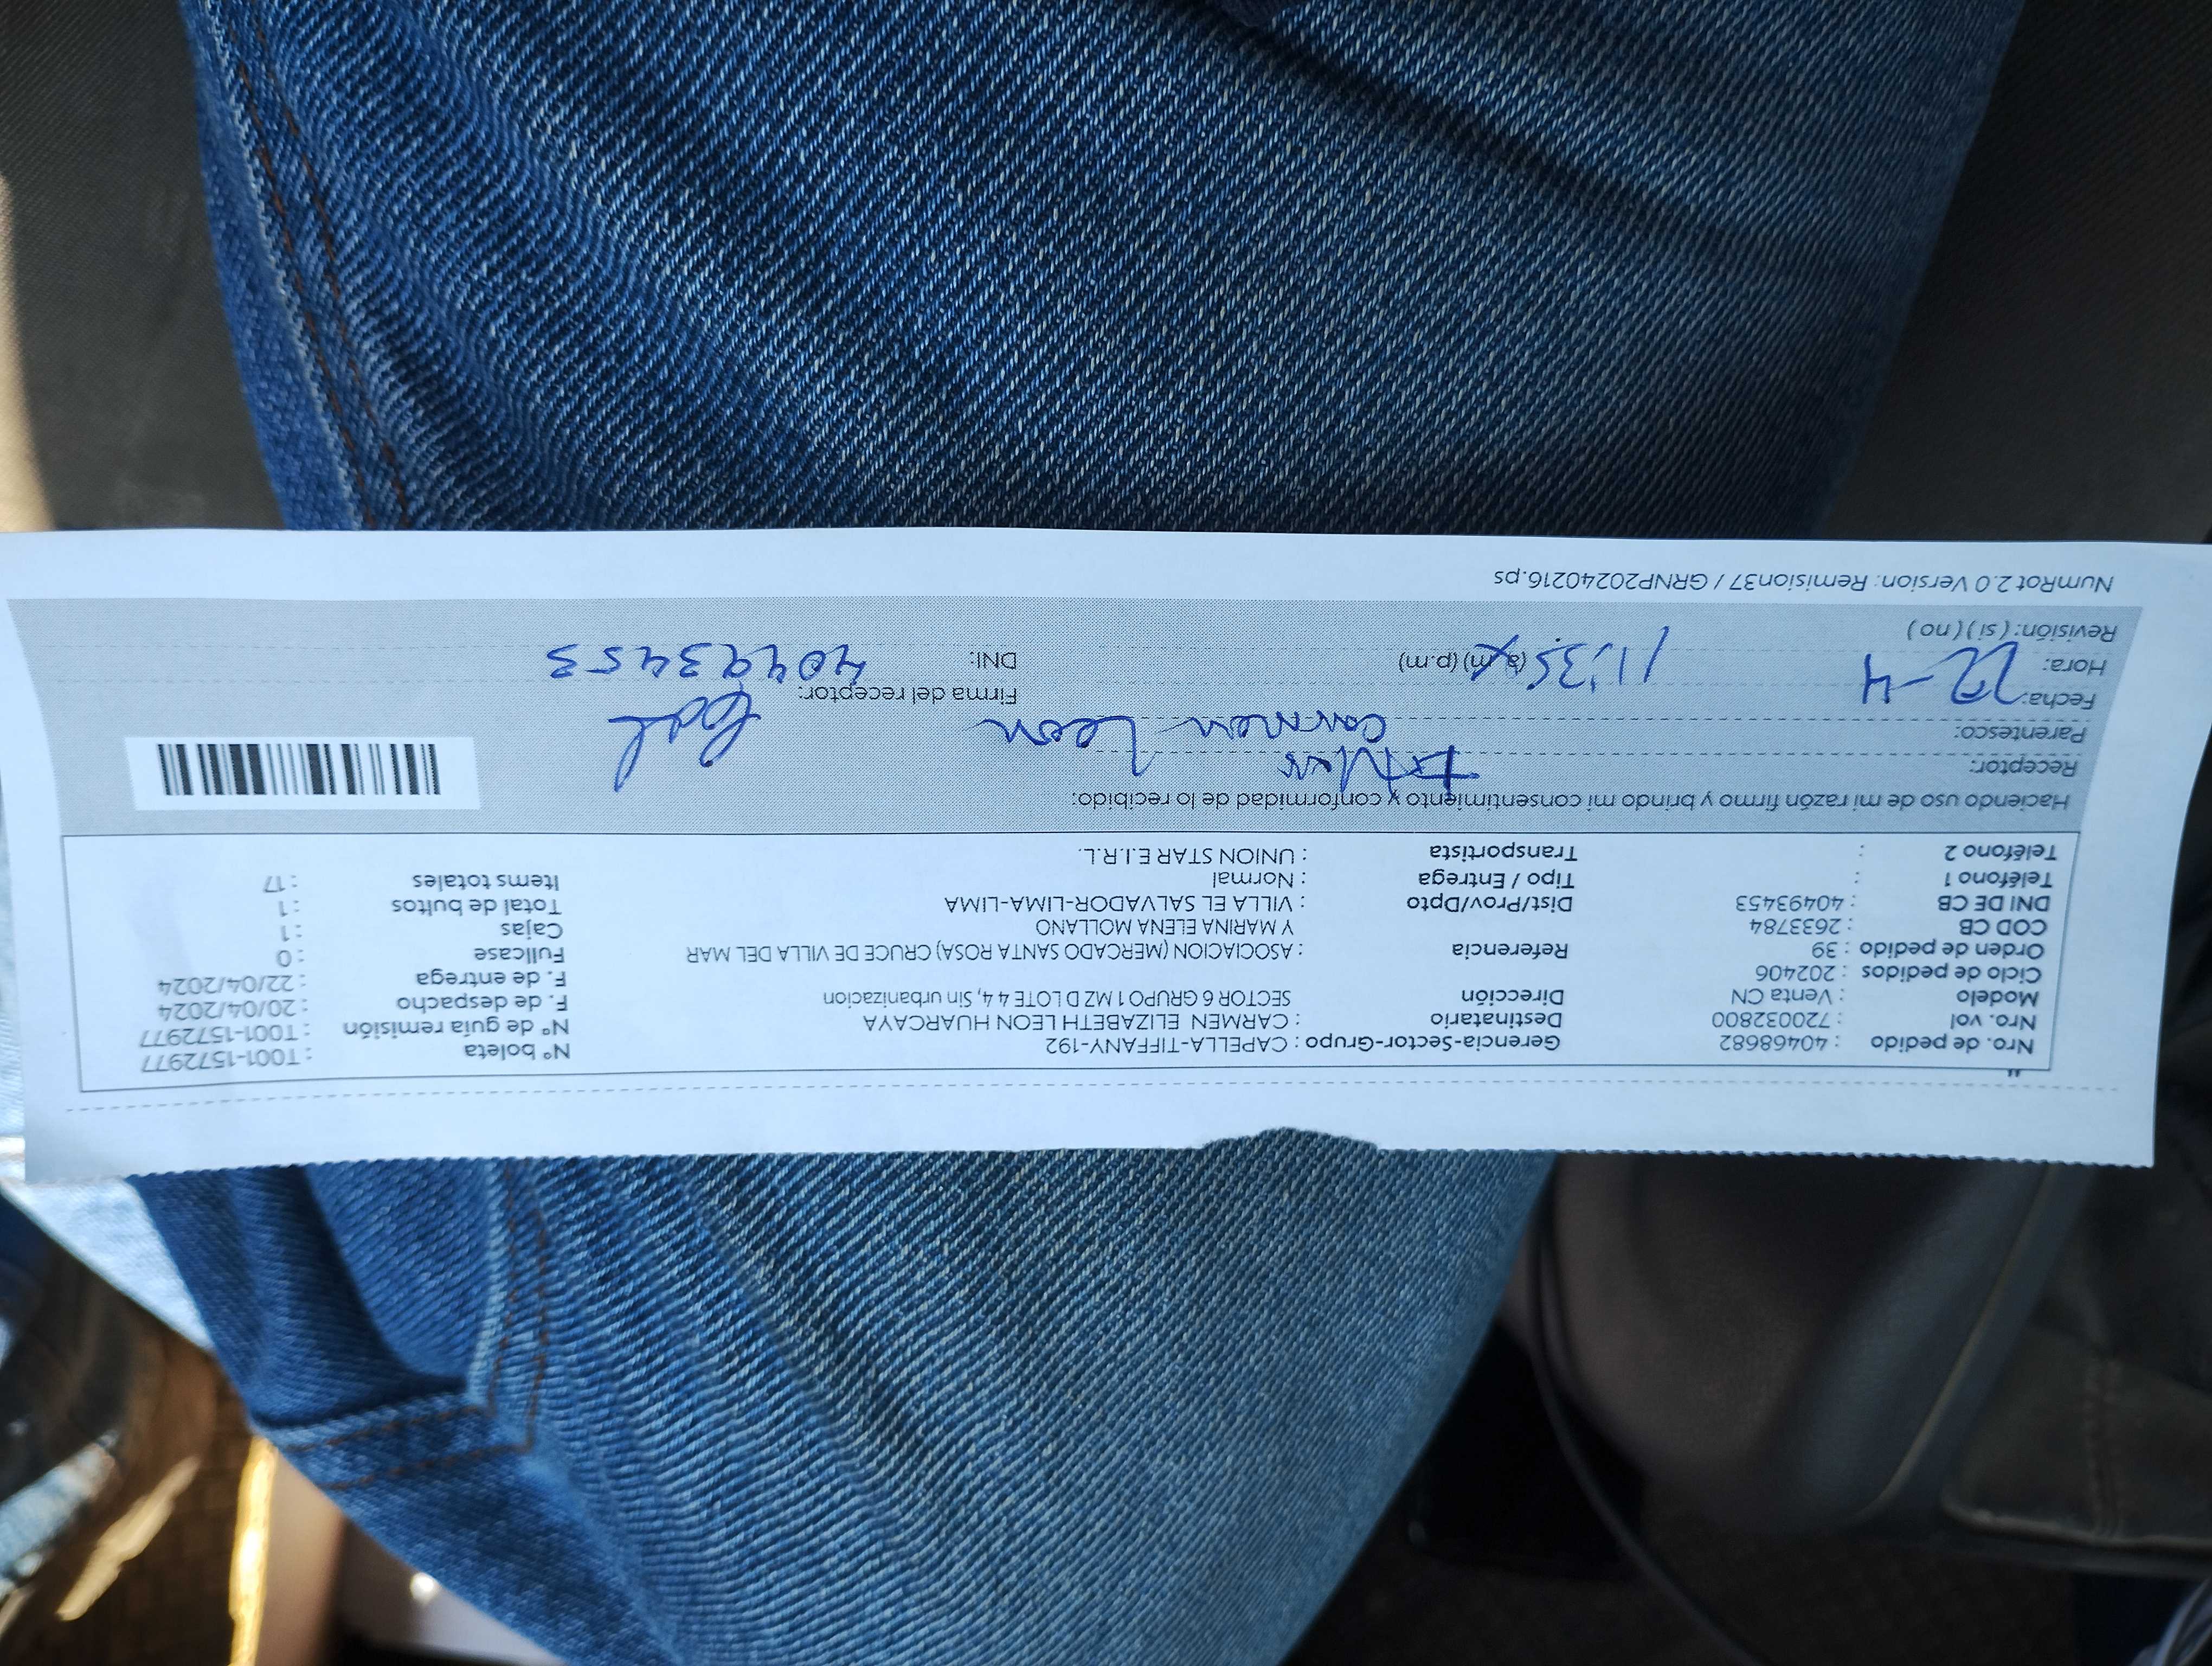 Nro. de pedido : 40468682 Gerencia-Sector-Grupo : CAPELLA-TIFFANY-192 N° boleta : T001-1572977
Nro. vol : 720032800 Destinatario : CARMEN ELIZABETH LEON HUARCAYA N° de guía remisión : T001-1572977
Modelo : Venta CN Dirección SECTOR 6 GRUPO 1 MZ D LOTE 4 4, Sin urbanizacion F. de despacho : 20/04/2024
Ciclo de pedidos : 202406 F. de entrega : 22/04/2024
Orden de pedido : 39 Referencia : ASOCIACION (MERCADO SANTA ROSA) CRUCE DE VILLA DEL MAR Fullcase : 0
COD CB : 2633784 Y MARINA ELENA MOLLANO Cajas : 1
DNI DE CB : 40493453 Dist/Prov/Dpto : VILLA EL SALVADOR-LIMA-LIMA Total de bultos : 1
Teléfono 1 : Tipo / Entrega : Normal Items totales : 17
Teléfono 2 : Transportista : UNION STAR E.I.R.L.
Haciendo uso de mi razón firmo y brindo mi consentimiento y conformidad de lo recibido:
Receptor:
Parentesco: Carmen Leon
Fecha: 22-4 Firma del receptor:
Hora: 11:35 (a.m) (p.m) DNI: 40493453
Revisión: ( si ) ( no )
NumRot 2.0 Version: Remision37 / GRNP20240216.ps